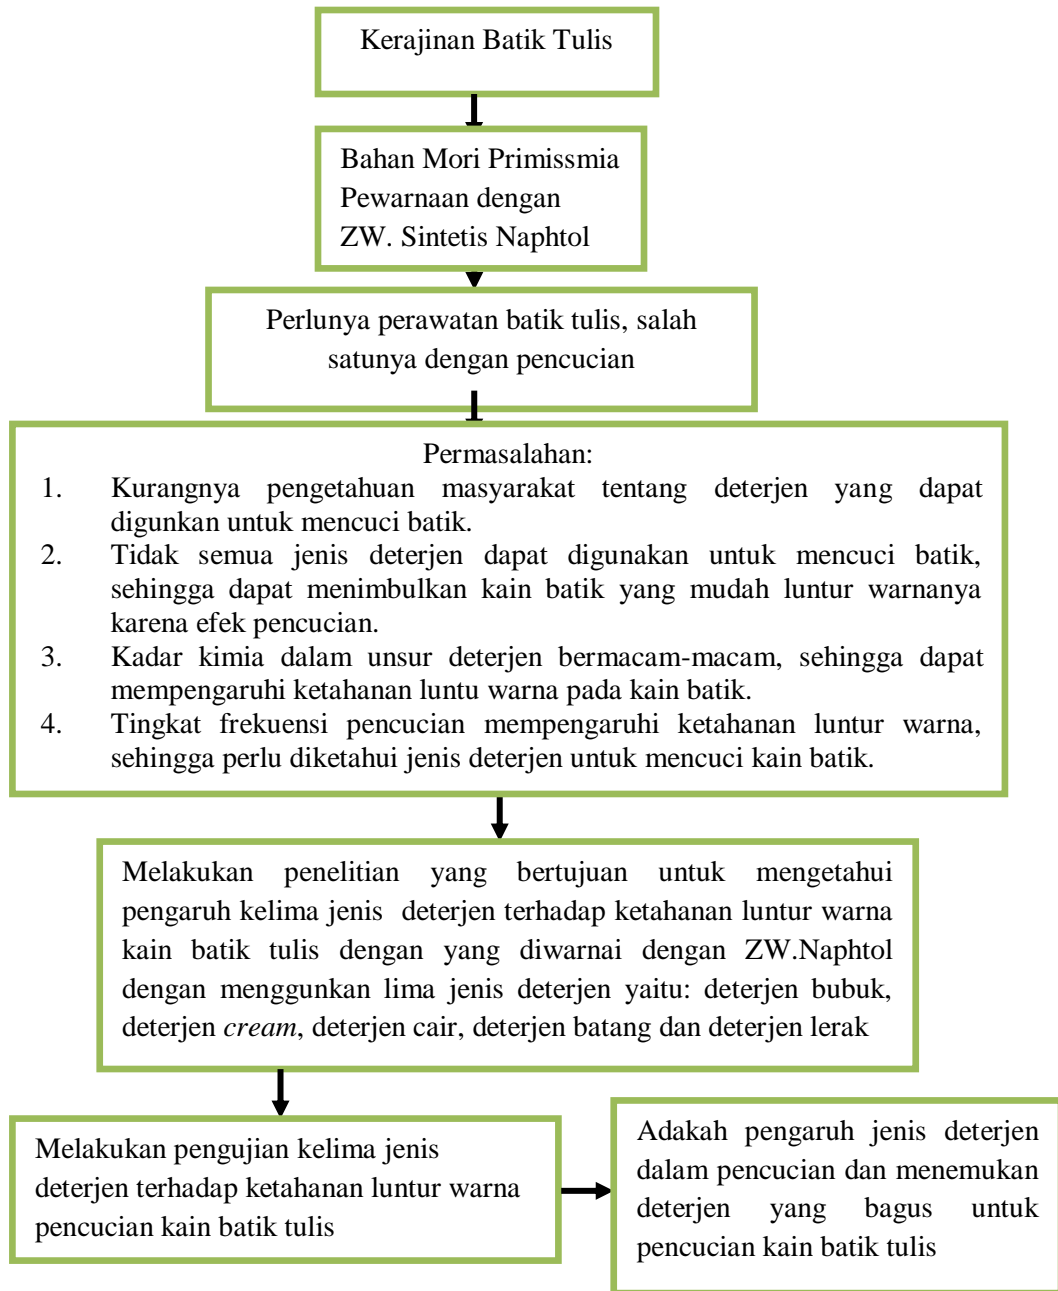 Kerajinan Batik Tulis
Bahan Mori Primissmia
Pewarnaan dengan
ZW. Sintetis Naphtol
Perlunya perawatan batik tulis, salah
satunya dengan pencucian
Permasalahan:
1. Kurangnya pengetahuan masyarakat tentang deterjen yang dapat
digunkan untuk mencuci batik.
2. Tidak semua jenis deterjen dapat digunakan untuk mencuci batik,
sehingga dapat menimbulkan kain batik yang mudah luntur warnanya
karena efek pencucian.
3. Kadar kimia dalam unsur deterjen bermacam-macam, sehingga dapat
mempengaruhi ketahanan luntu warna pada kain batik.
4. Tingkat frekuensi pencucian mempengaruhi ketahanan luntur warna,
sehingga perlu diketahui jenis deterjen untuk mencuci kain batik.
Melakukan penelitian yang bertujuan untuk mengetahui
pengaruh kelima jenis deterjen terhadap ketahanan luntur warna
kain batik tulis dengan yang diwarnai dengan ZW.Naphtol
dengan menggunkan lima jenis deterjen yaitu: deterjen bubuk,
deterjen cream, deterjen cair, deterjen batang dan deterjen lerak
Melakukan pengujian kelima jenis
deterjen terhadap ketahanan luntur warna
pencucian kain batik tulis
Adakah pengaruh jenis deterjen
dalam pencucian dan menemukan
deterjen yang bagus untuk
pencucian kain batik tulis